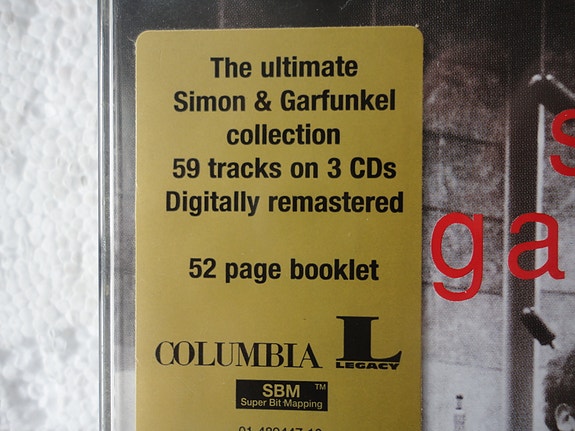 The ultimate
Simon & Garfunkel
collection
59 tracks on 3 CDs
Digitally remastered
52 page booklet
COLUMBIA
L
LEGACY
SBM™
Super Bit Mapping
s
ga